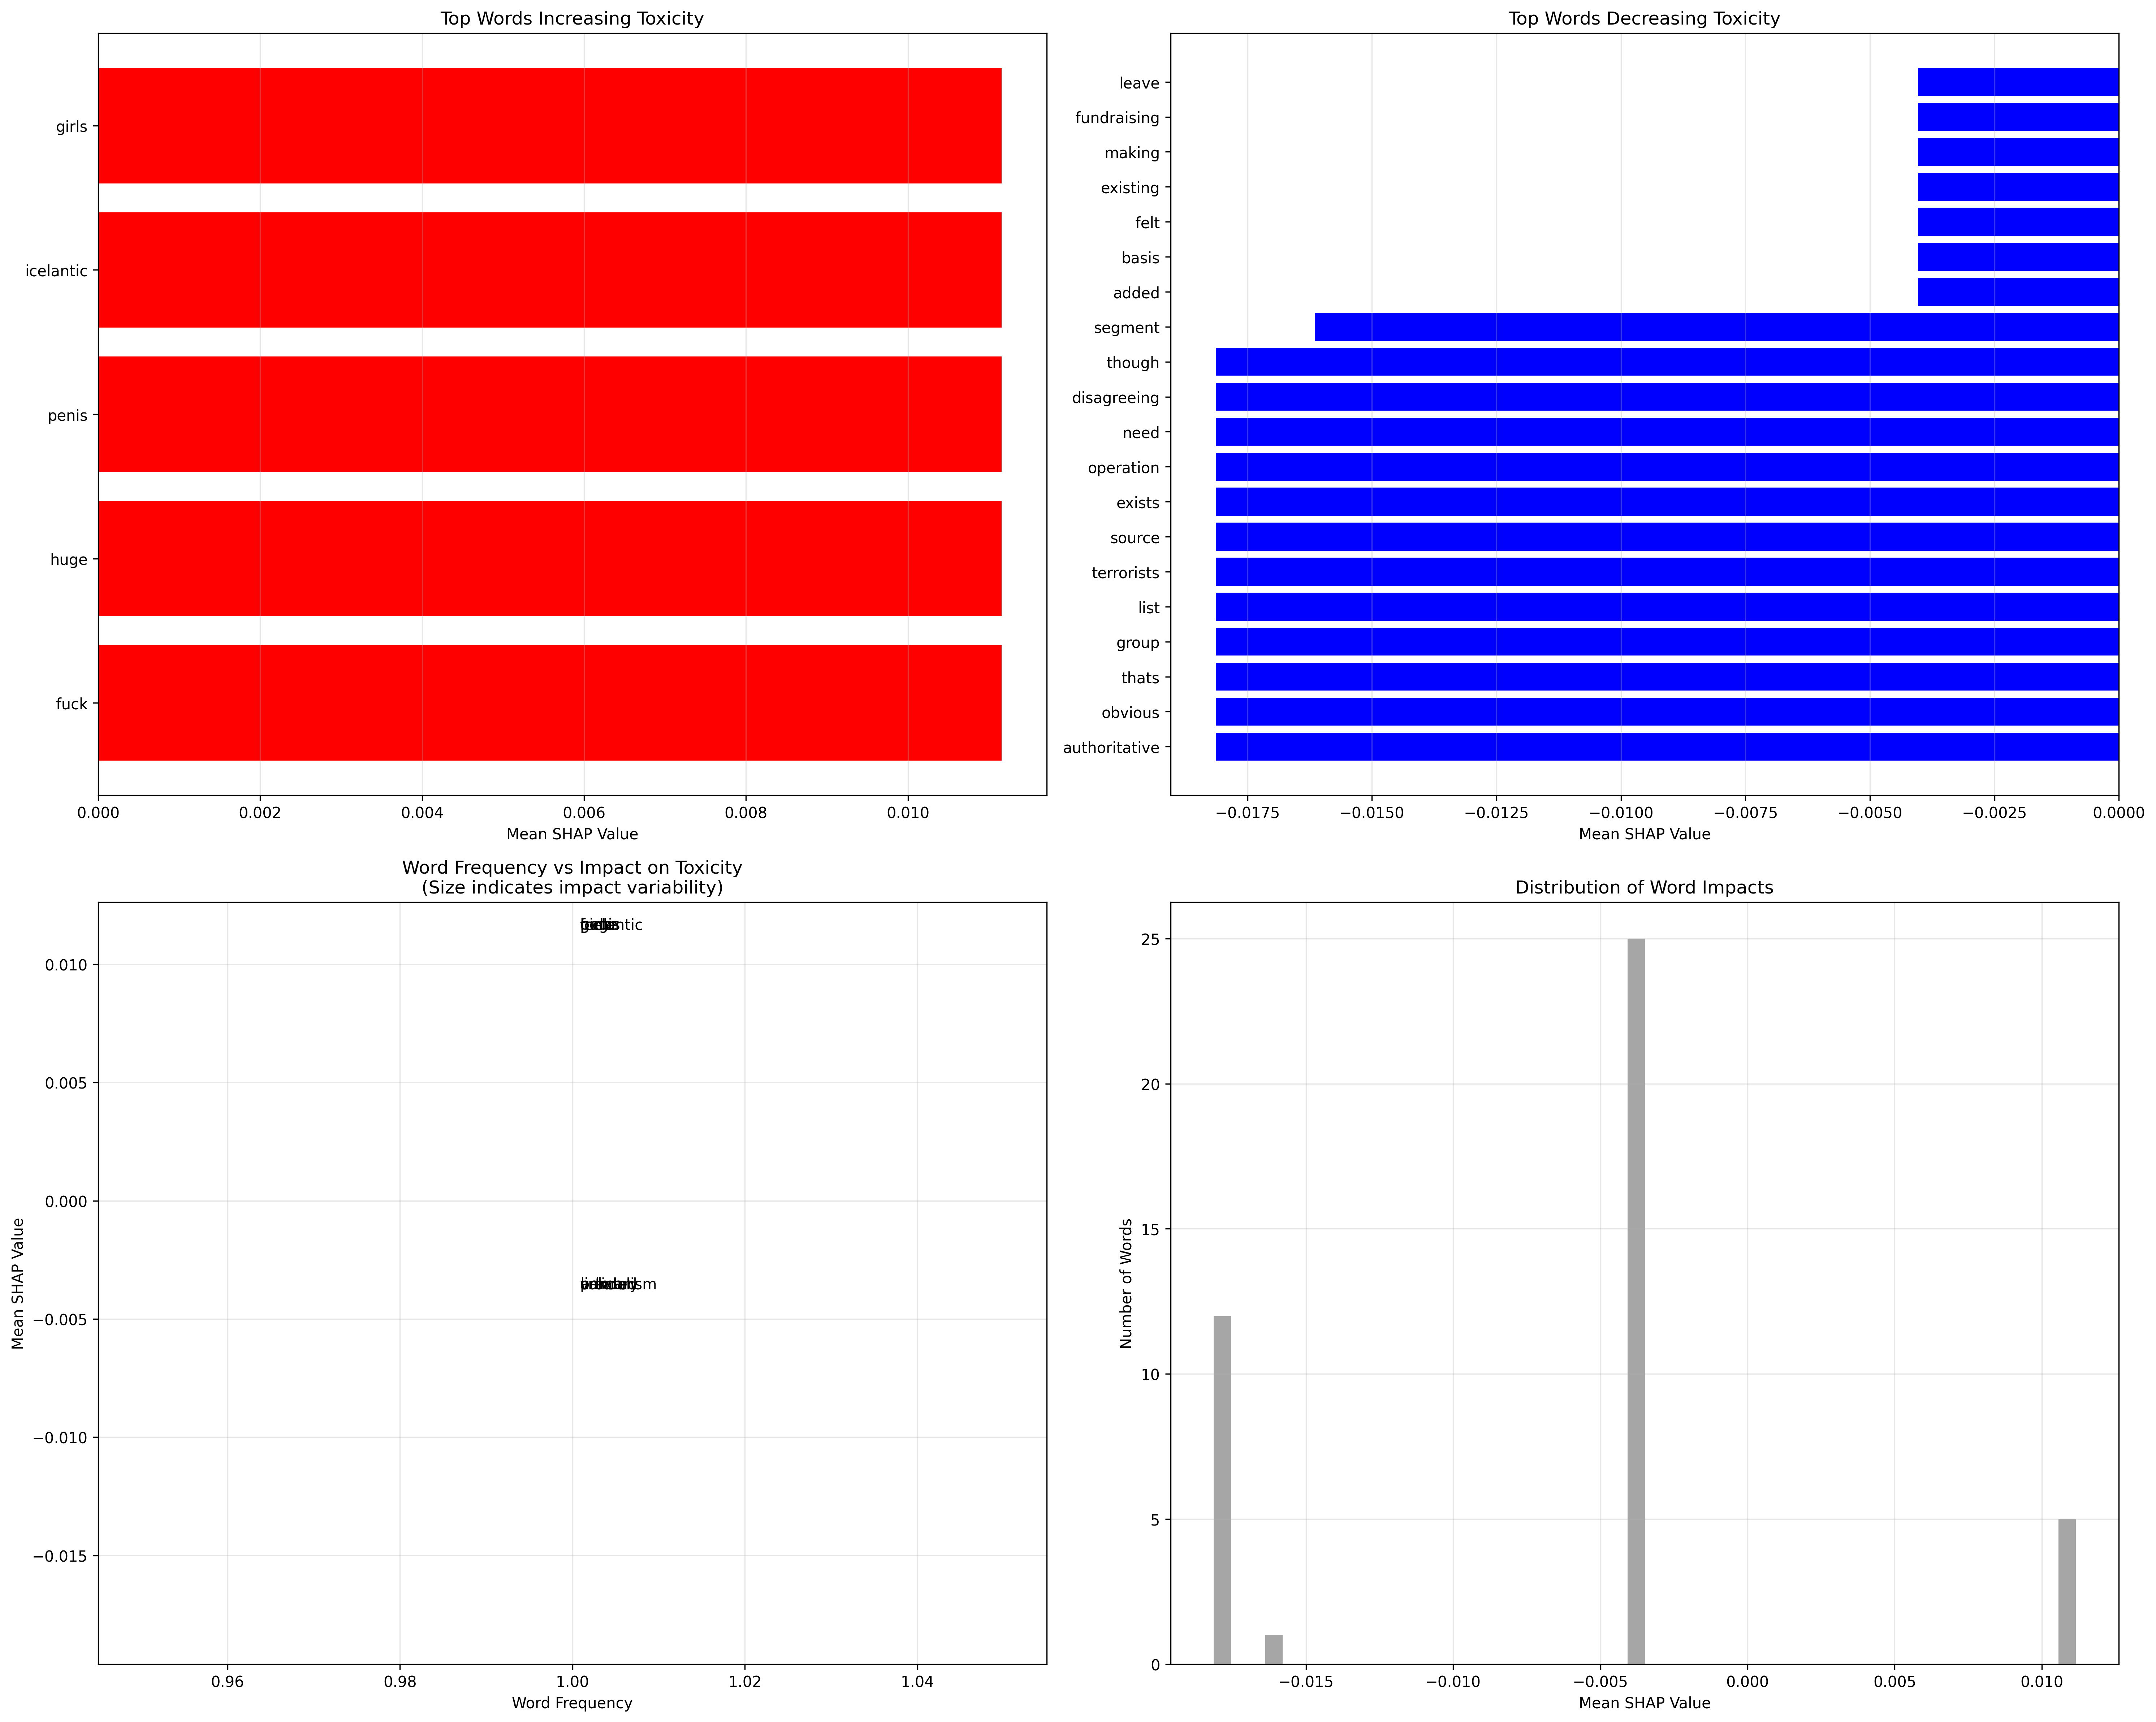 Top Words Increasing Toxicity
girls
icelantic
penis
huge
fuck
0.000 0.002 0.004 0.006 0.008 0.010
Mean SHAP Value
Top Words Decreasing Toxicity
leave
fundraising
making
existing
felt
basis
added
segment
though
disagreeing
need
operation
exists
source
terrorists
list
group
thats
obvious
authoritative
−0.0175 −0.0150 −0.0125 −0.0100 −0.0075 −0.0050 −0.0025 0.0000
Mean SHAP Value
Word Frequency vs Impact on Toxicity
(Size indicates impact variability)
Mean SHAP Value
0.010
0.005
0.000
−0.005
−0.010
−0.015
0.96 0.98 1.00 1.02 1.04
Word Frequency
Distribution of Word Impacts
Number of Words
25
20
15
10
5
0
−0.015 −0.010 −0.005 0.000 0.005 0.010
Mean SHAP Value